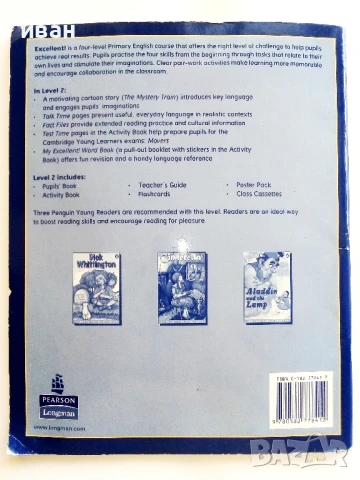 иван
Excellent! is a four-level Primary English course that offers the right level of challenge to help pupils
achieve real results. Pupils practise the four skills from the beginning through tasks that relate to their
own lives and stimulate their imaginations. Clear pair-work activities make learning more memorable
and encourage collaboration in the classroom.
In Level 2:
• A motivating cartoon story (The Mystery Train) introduces key language
and engages pupils' imaginations
• Talk Time pages present useful, everyday language in realistic contexts
• Fact Files provide extended reading practice and cultural information
• Test Time pages in the Activity Book help prepare pupils for the
Cambridge Young Learners exams: Movers
• My Excellent! Word Book (a pull-out booklet with stickers in the Activity
Book) offers fun revision and a handy language reference
Level 2 includes:
• Pupils' Book
• Activity Book
• Teacher's Guide
• Flashcards
• Poster Pack
• Class Cassettes
Three Penguin Young Readers are recommended with this level. Readers are an ideal way
to boost reading skills and encourage reading for pleasure.
Dick
Whittington
Aladdin
and the
Lamp
PEARSON
Longman
www.longman.com
9780582778412
BAZAR